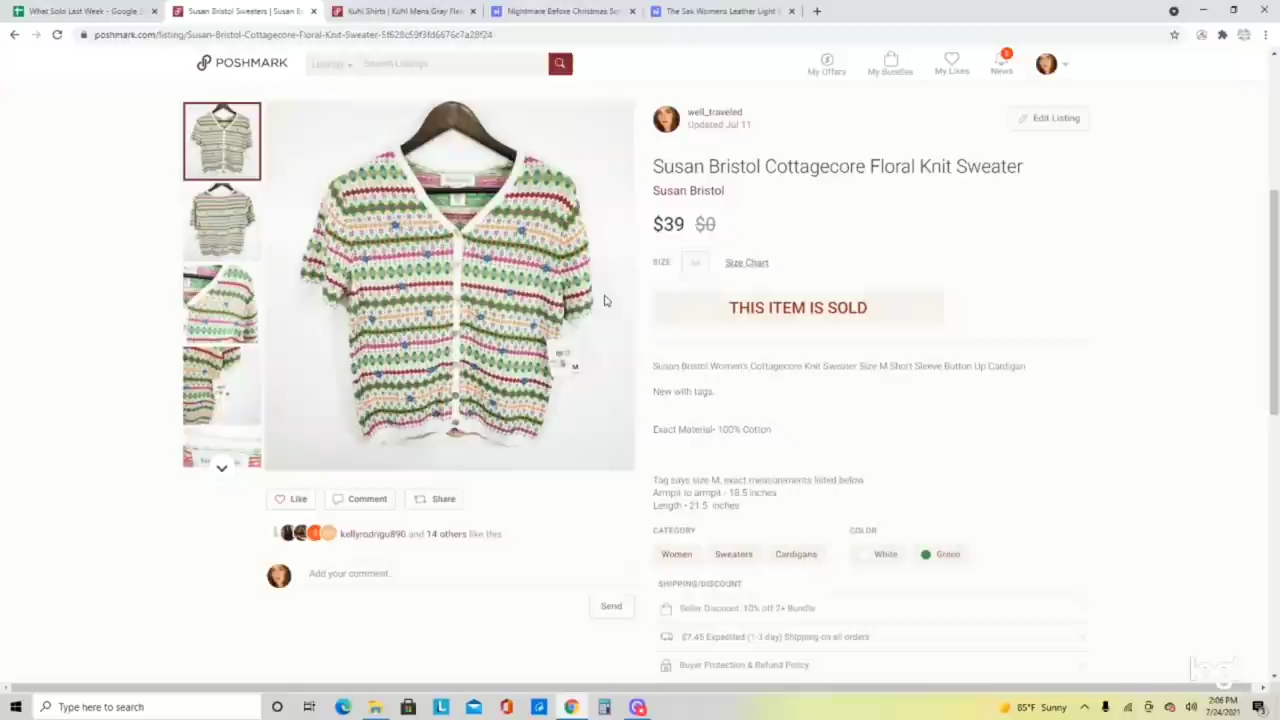 What Sold Last Week - Google S
Susan Bristol Sweaters | Susan B
Kuhl Shirts | Kuhl Mens Gray Flee
Nightmare Before Christmas
The Sak Womens Leather Light
poshmark.com/listing/Susan-Bristol-Cottagecore-Floral-Knit-Sweater-5f628c59f3fd6676c7a28f24
POSHMARK
Listings
Search Listings
My Offers
My Bundles
My Likes
News
well_traveled
Updated Jul 11
Edit Listing
Susan Bristol Cottagecore Floral Knit Sweater
Susan Bristol
$39 $0
SIZE
Size Chart
THIS ITEM IS SOLD
M
Susan Bristol Women's Cottagecore Knit Sweater Size M Short Sleeve Button Up Cardigan
New with tags.
Exact Material- 100% Cotton
Tag says size M, exact measurements listed below
Armpit to armpit - 18.5 inches
Length - 21.5 inches
Like
Comment
Share
kellyrodrigu890 and 14 others like this
Add your comment...
Send
CATEGORY
COLOR
Women
Sweaters
Cardigans
White
Green
SHIPPING/DISCOUNT
Seller Discount: 10% off 2+ Bundle
$7.45 Expedited (1-3 day) Shipping on all orders
Buyer Protection & Refund Policy
Type here to search
85°F Sunny
2:06 PM
7/24/2021